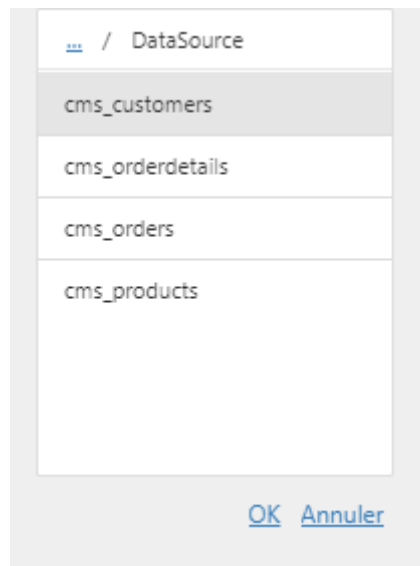 ... / DataSource
cms_customers
cms_orderdetails
cms_orders
cms_products
OK Annuler